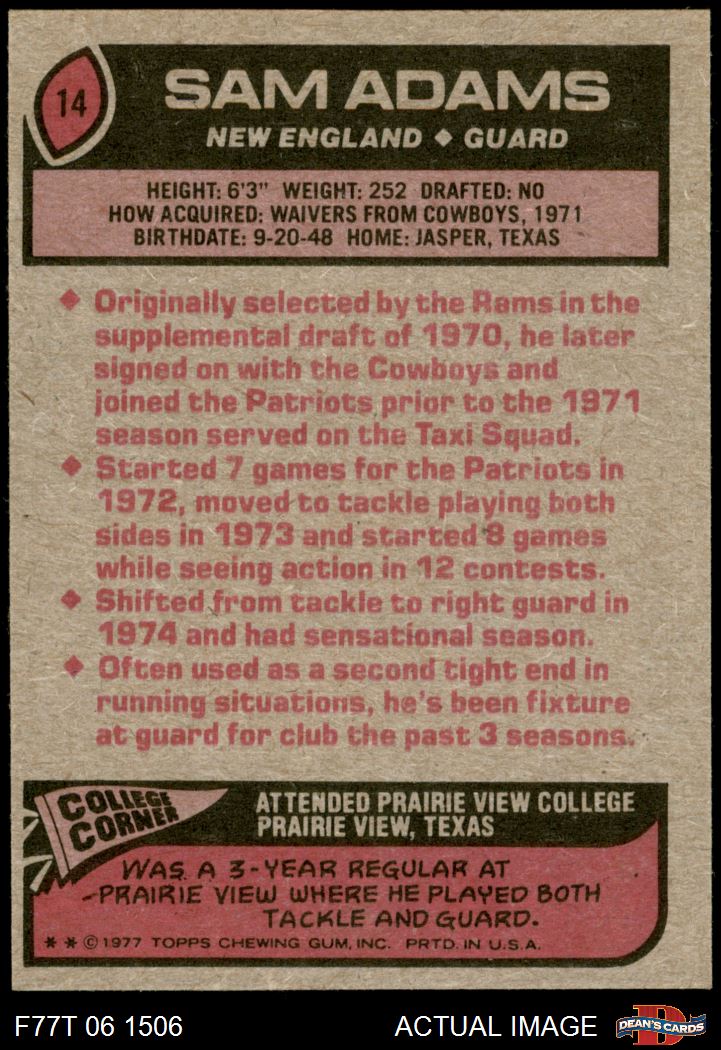 14
SAM ADAMS
NEW ENGLAND ◆ GUARD
HEIGHT: 6'3" WEIGHT: 252 DRAFTED: NO
HOW ACQUIRED: WAIVERS FROM COWBOYS, 1971
BIRTHDATE: 9-20-48 HOME: JASPER, TEXAS
◆ Originally selected by the Rams in the
supplemental draft of 1970, he later
signed on with the Cowboys and
joined the Patriots prior to the 1971
season served on the Taxi Squad.
◆ Started 7 games for the Patriots in
1972, moved to tackle playing both
sides in 1973 and started 8 games
while seeing action in 12 contests.
◆ Shifted from tackle to right guard in
1974 and had sensational season.
◆ Often used as a second tight end in
running situations, he's been fixture
at guard for club the past 3 seasons.
COLLEGE
CORNER
ATTENDED PRAIRIE VIEW COLLEGE
PRAIRIE VIEW, TEXAS
WAS A 3-YEAR REGULAR AT
PRAIRIE VIEW WHERE HE PLAYED BOTH
TACKLE AND GUARD.
* * © 1977 TOPPS CHEWING GUM, INC. PRTD. IN U.S.A.
F77T 06 1506
ACTUAL IMAGE
D
DEAN'S CARDS